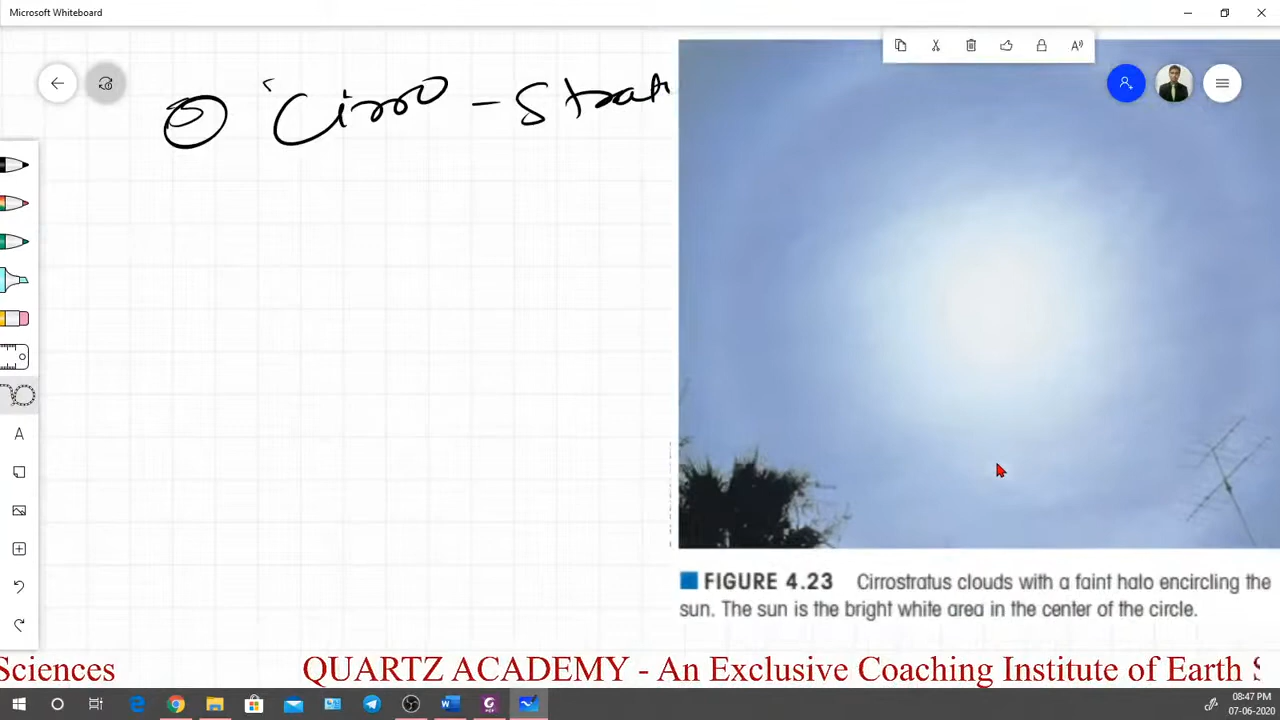 Microsoft Whiteboard
Cirro - Strat
FIGURE 4.23 Cirrostratus clouds with a faint halo encircling the
sun. The sun is the bright white area in the center of the circle.
Sciences QUARTZ ACADEMY - An Exclusive Coaching Institute of Earth S
08:47 PM
07-06-2020